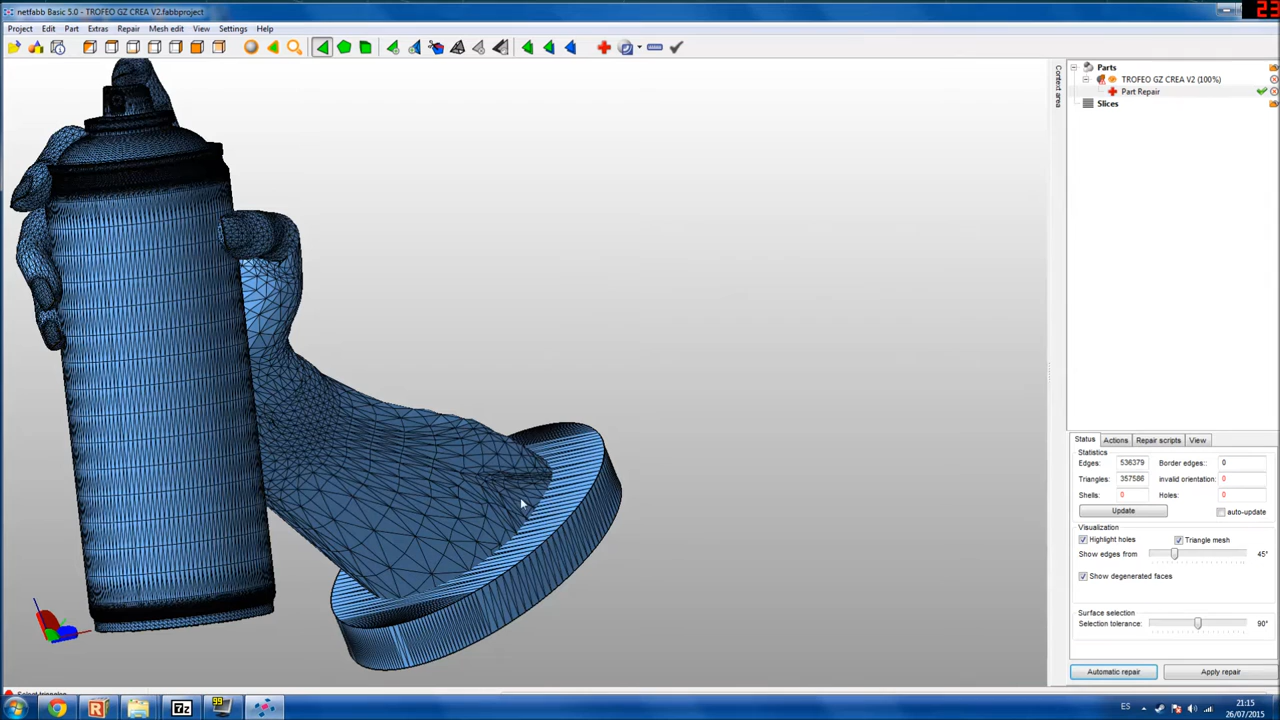 netfabb Basic 5.0 - TROFEO GZ CREA V2.fabbproject
23
Project Edit Part Extras Repair Mesh edit View Settings Help
Context area
Parts
TROFEO GZ CREA V2 (100%)
Part Repair
Slices
Status Actions Repair scripts View
Statistics
Edges: 536379 Border edges:: 0
Triangles: 357586 invalid orientation: 0
Shells: 0 Holes: 0
Update auto-update
Visualization
Highlight holes Triangle mesh
Show edges from 45°
Show degenerated faces
Surface selection
Selection tolerance: 90°
Automatic repair Apply repair
Select triangles
99
7z
ES 21:15
26/07/2015